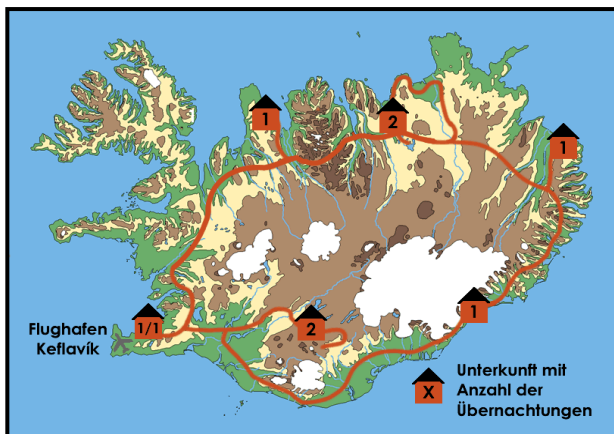 1
2
1
1/1
2
1
Flughafen
Keflavík
X
Unterkunft mit
Anzahl der
Übernachtungen